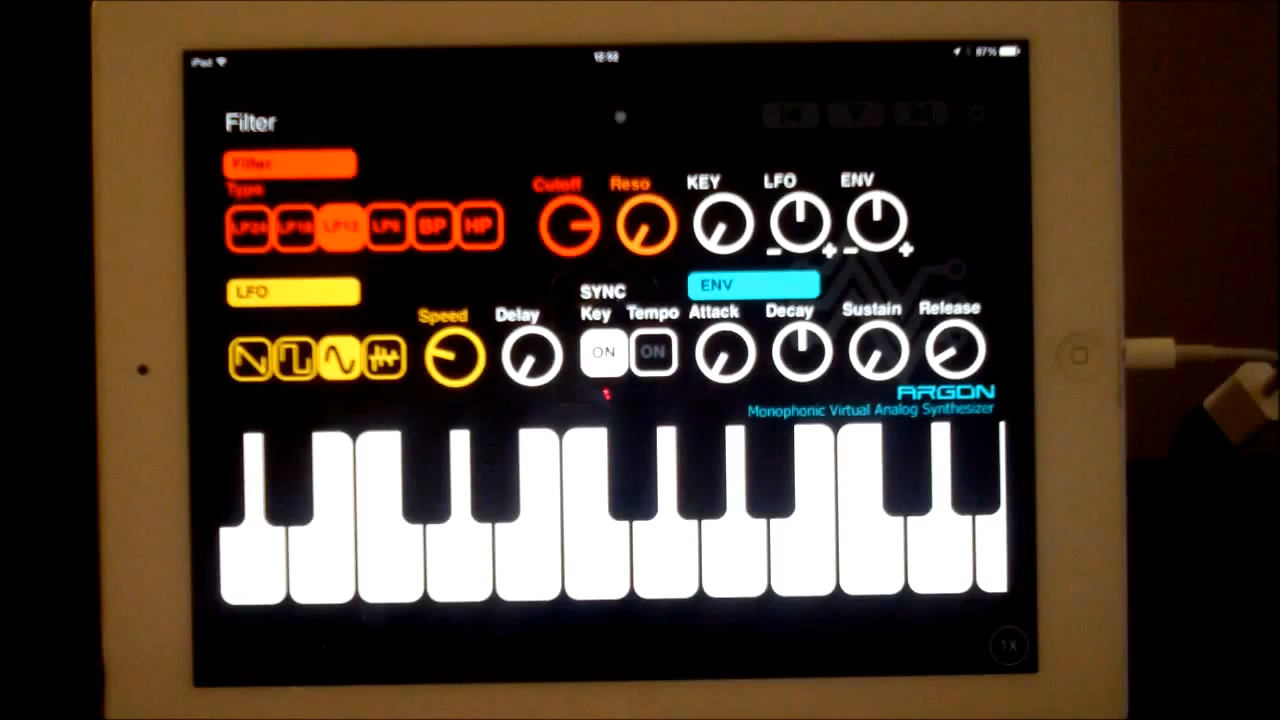 iPad
12:52
87%
Filter
Filter
Type
Cutoff
Reso
KEY
LFO
ENV
LP24
LP18
LP12
LP6
BP
HP
- +
- +
LFO
SYNC
ENV
Speed
Delay
Key
Tempo
Attack
Decay
Sustain
Release
ON
ON
ARGON
Monophonic Virtual Analog Synthesizer
1X